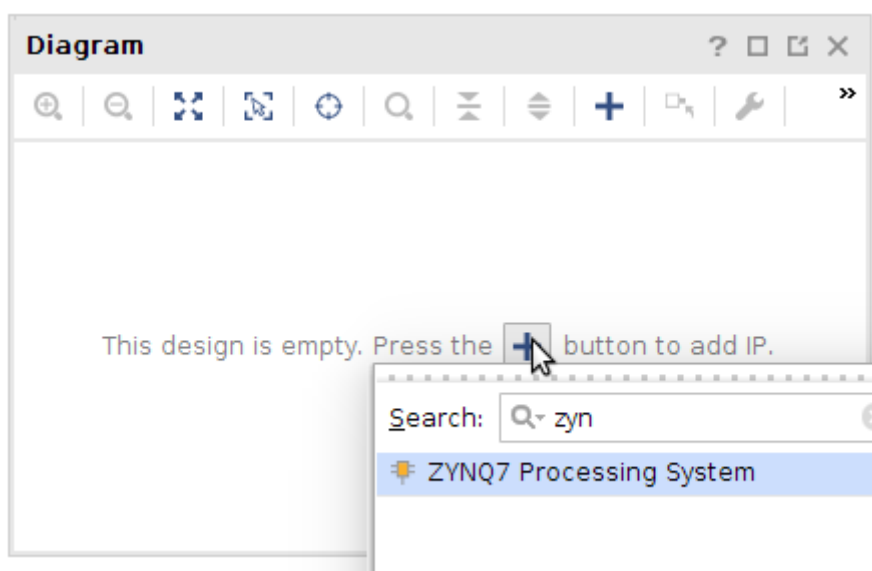 Diagram
This design is empty. Press the + button to add IP.
Search: zyn
ZYNQ7 Processing System